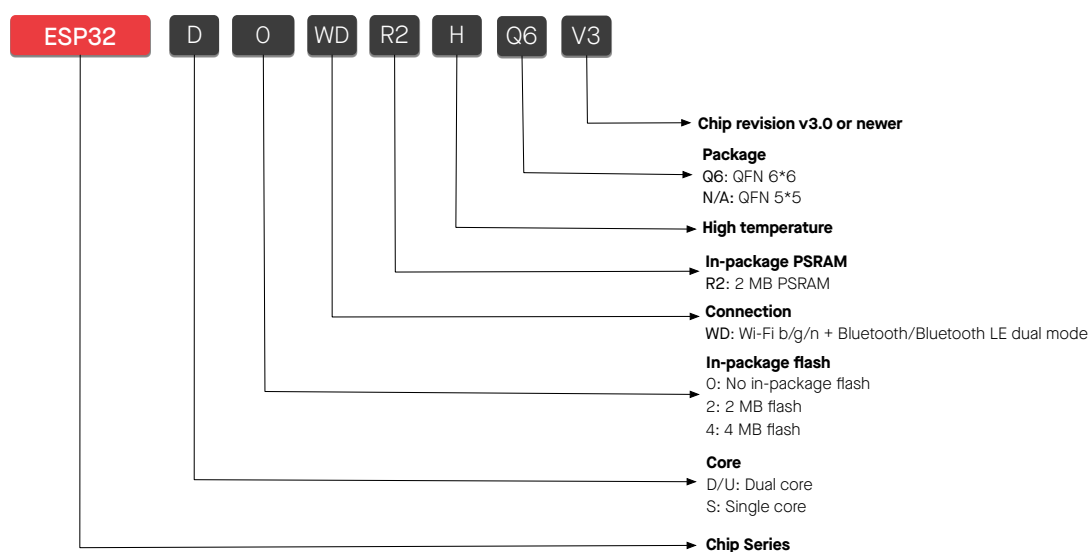 ESP32 D 0 WD R2 H Q6 V3
Chip revision v3.0 or newer
Package
Q6: QFN 6*6
N/A: QFN 5*5
High temperature
In-package PSRAM
R2: 2 MB PSRAM
Connection
WD: Wi-Fi b/g/n + Bluetooth/Bluetooth LE dual mode
In-package flash
0: No in-package flash
2: 2 MB flash
4: 4 MB flash
Core
D/U: Dual core
S: Single core
Chip Series